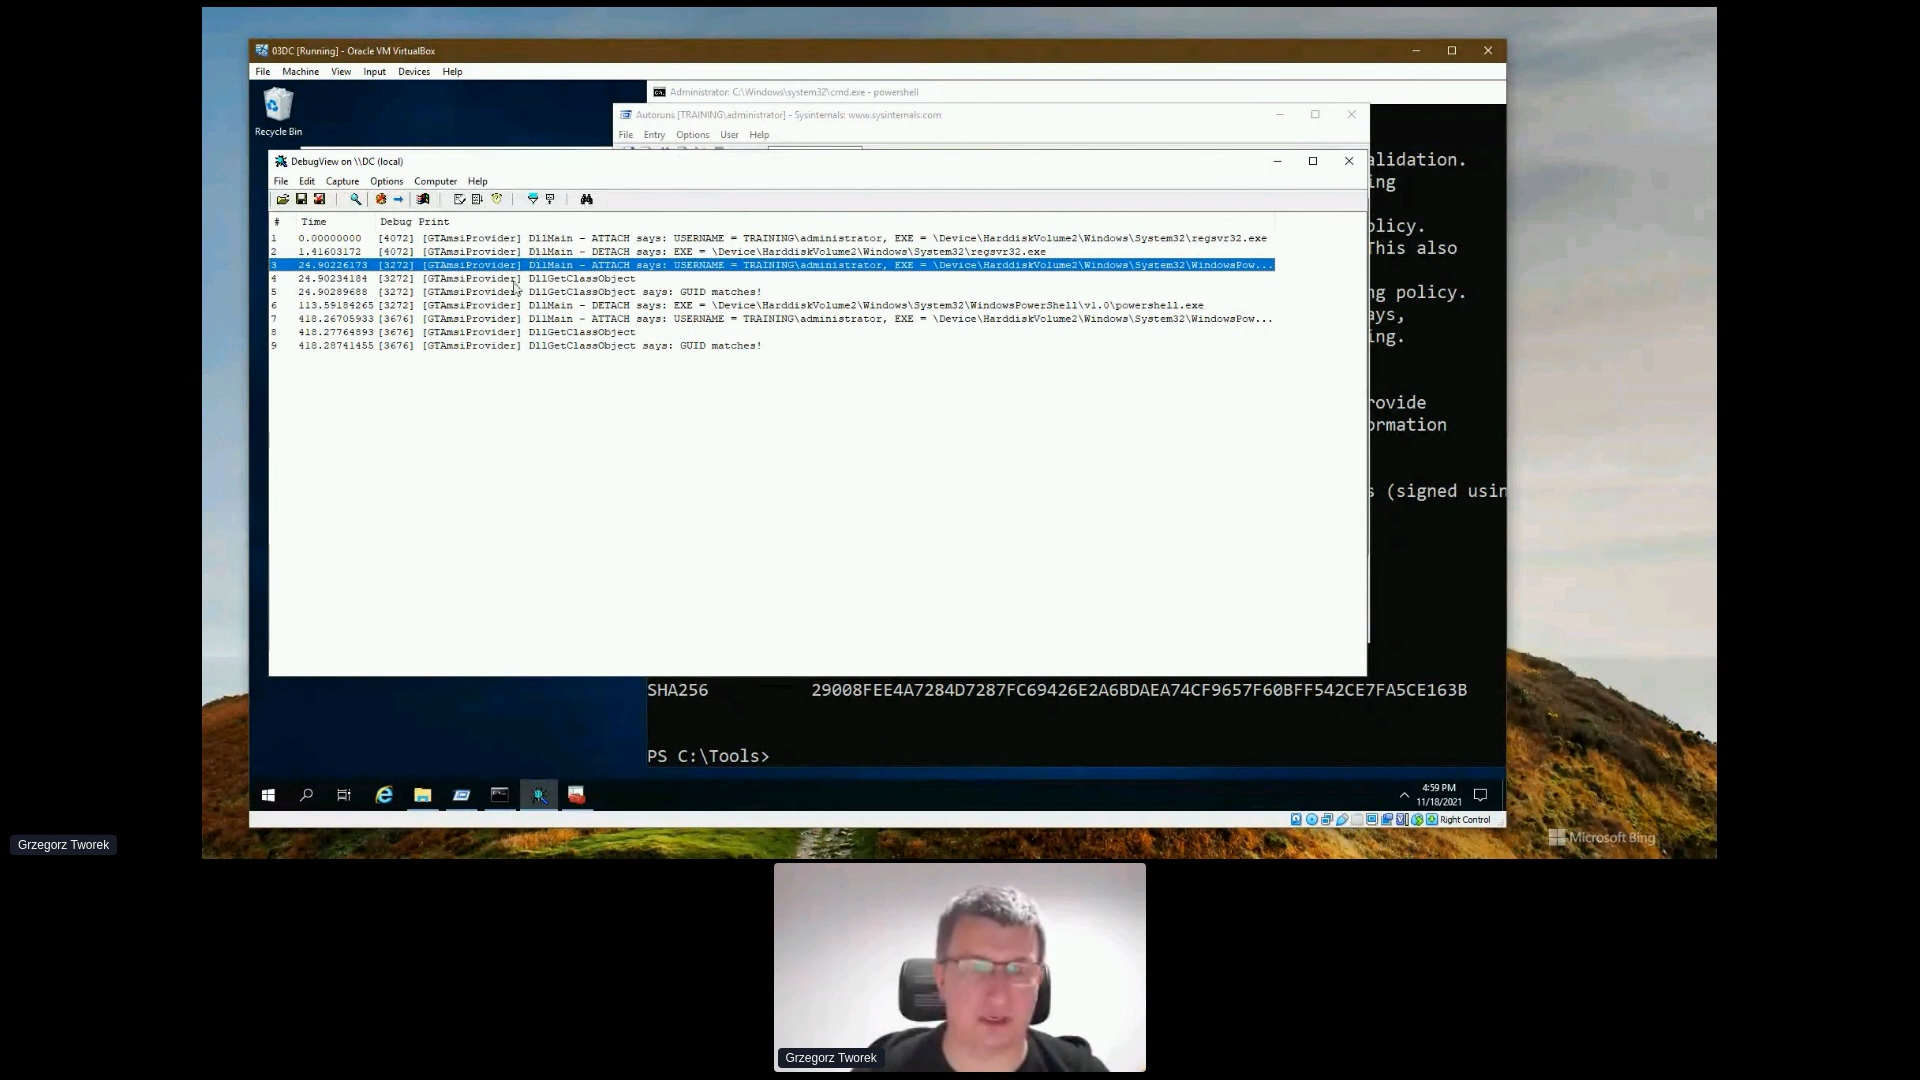 03DC [Running] - Oracle VM VirtualBox
File Machine View Input Devices Help
Recycle Bin
Administrator: C:\Windows\system32\cmd.exe - powershell
Autoruns [TRAINING\administrator] - Sysinternals: www.sysinternals.com
File Entry Options User Help
DebugView on \\DC (local)
File Edit Capture Options Computer Help
# Time Debug Print
1 0.00000000 [4072] [GTAmsiProvider] DllMain - ATTACH says: USERNAME = TRAINING\administrator, EXE = \Device\HarddiskVolume2\Windows\System32\regsvr32.exe
2 1.41603172 [4072] [GTAmsiProvider] DllMain - DETACH says: EXE = \Device\HarddiskVolume2\Windows\System32\regsvr32.exe
3 24.90226173 [3272] [GTAmsiProvider] DllMain - ATTACH says: USERNAME = TRAINING\administrator, EXE = \Device\HarddiskVolume2\Windows\System32\WindowsPow...
4 24.90234184 [3272] [GTAmsiProvider] DllGetClassObject
5 24.90289688 [3272] [GTAmsiProvider] DllGetClassObject says: GUID matches!
6 113.59184265 [3272] [GTAmsiProvider] DllMain - DETACH says: EXE = \Device\HarddiskVolume2\Windows\System32\WindowsPowerShell\v1.0\powershell.exe
7 418.26705933 [3676] [GTAmsiProvider] DllMain - ATTACH says: USERNAME = TRAINING\administrator, EXE = \Device\HarddiskVolume2\Windows\System32\WindowsPow...
8 418.27764893 [3676] [GTAmsiProvider] DllGetClassObject
9 418.28741455 [3676] [GTAmsiProvider] DllGetClassObject says: GUID matches!
alidation.
ing
olicy.
This also
ng policy.
ays,
ing.
rovide
ormation
s (signed usin
SHA256 29008FEE4A7284D7287FC69426E2A6BDAEA74CF9657F60BFF542CE7FA5CE163B
PS C:\Tools>
4:59 PM
11/18/2021
Right Control
Microsoft Bing
Grzegorz Tworek
Grzegorz Tworek